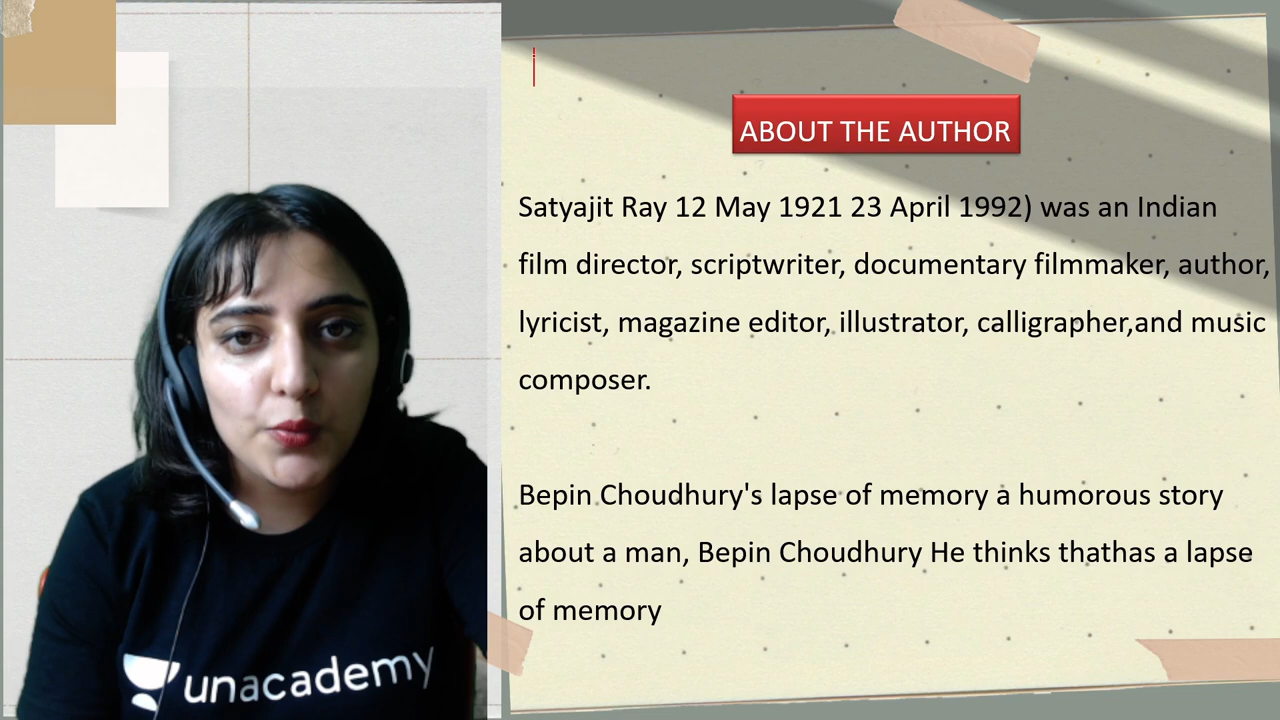 ABOUT THE AUTHOR
Satyajit Ray 12 May 1921 23 April 1992) was an Indian
film director, scriptwriter, documentary filmmaker, author,
lyricist, magazine editor, illustrator, calligrapher,and music
composer.
Bepin Choudhury's lapse of memory a humorous story
about a man, Bepin Choudhury He thinks thathas a lapse
of memory
unacademy